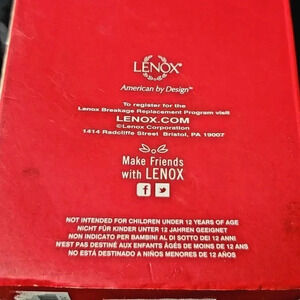 LENOX®
American by Design™
To register for the
Lenox Breakage Replacement Program visit
LENOX.COM
©Lenox Corporation
1414 Radcliffe Street Bristol, PA 19007
Make Friends
with LENOX
NOT INTENDED FOR CHILDREN UNDER 12 YEARS OF AGE
NICHT FÜR KINDER UNTER 12 JAHREN GEEIGNET
NON INDICATO PER BAMBINI AL DI SOTTO DEI 12 ANNI
N'EST PAS DESTINÉ AUX ENFANTS ÂGÉS DE MOINS DE 12 ANS
NO ESTÁ DESTINADO A NIÑOS MENORES DE 12 AÑOS